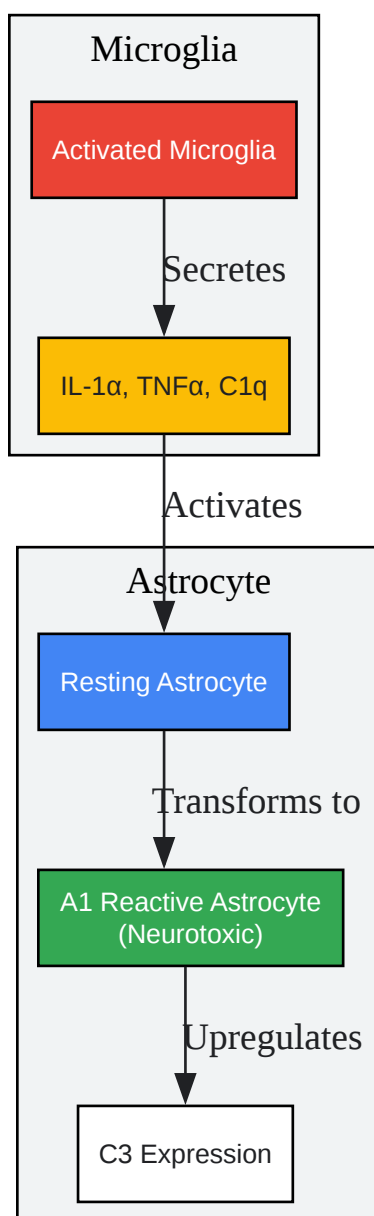 Microglia
Activated Microglia
Secretes
IL-1α, TNFα, C1q
Activates
Astrocyte
Resting Astrocyte
Transforms to
A1 Reactive Astrocyte
(Neurotoxic)
Upregulates
C3 Expression